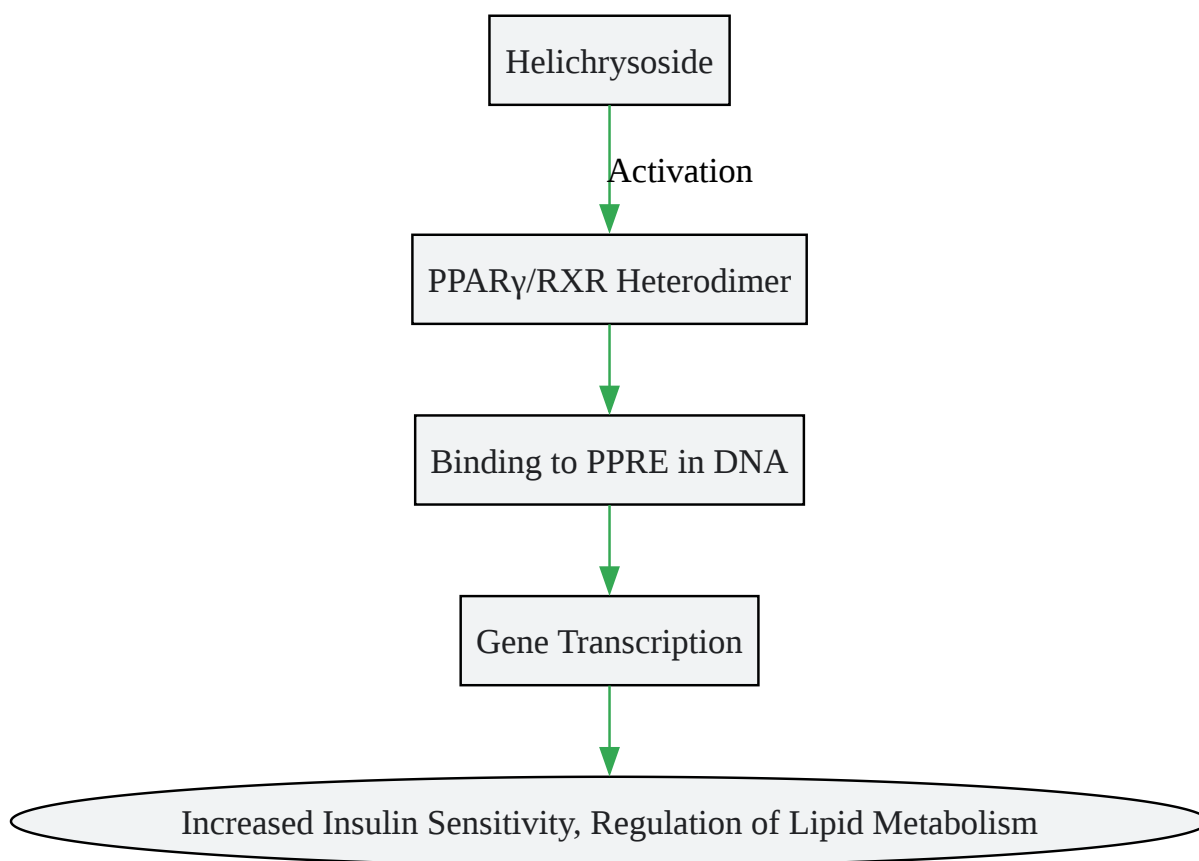 Helichrysoside
Activation
PPARγ/RXR Heterodimer
Binding to PPRE in DNA
Gene Transcription
Increased Insulin Sensitivity, Regulation of Lipid Metabolism